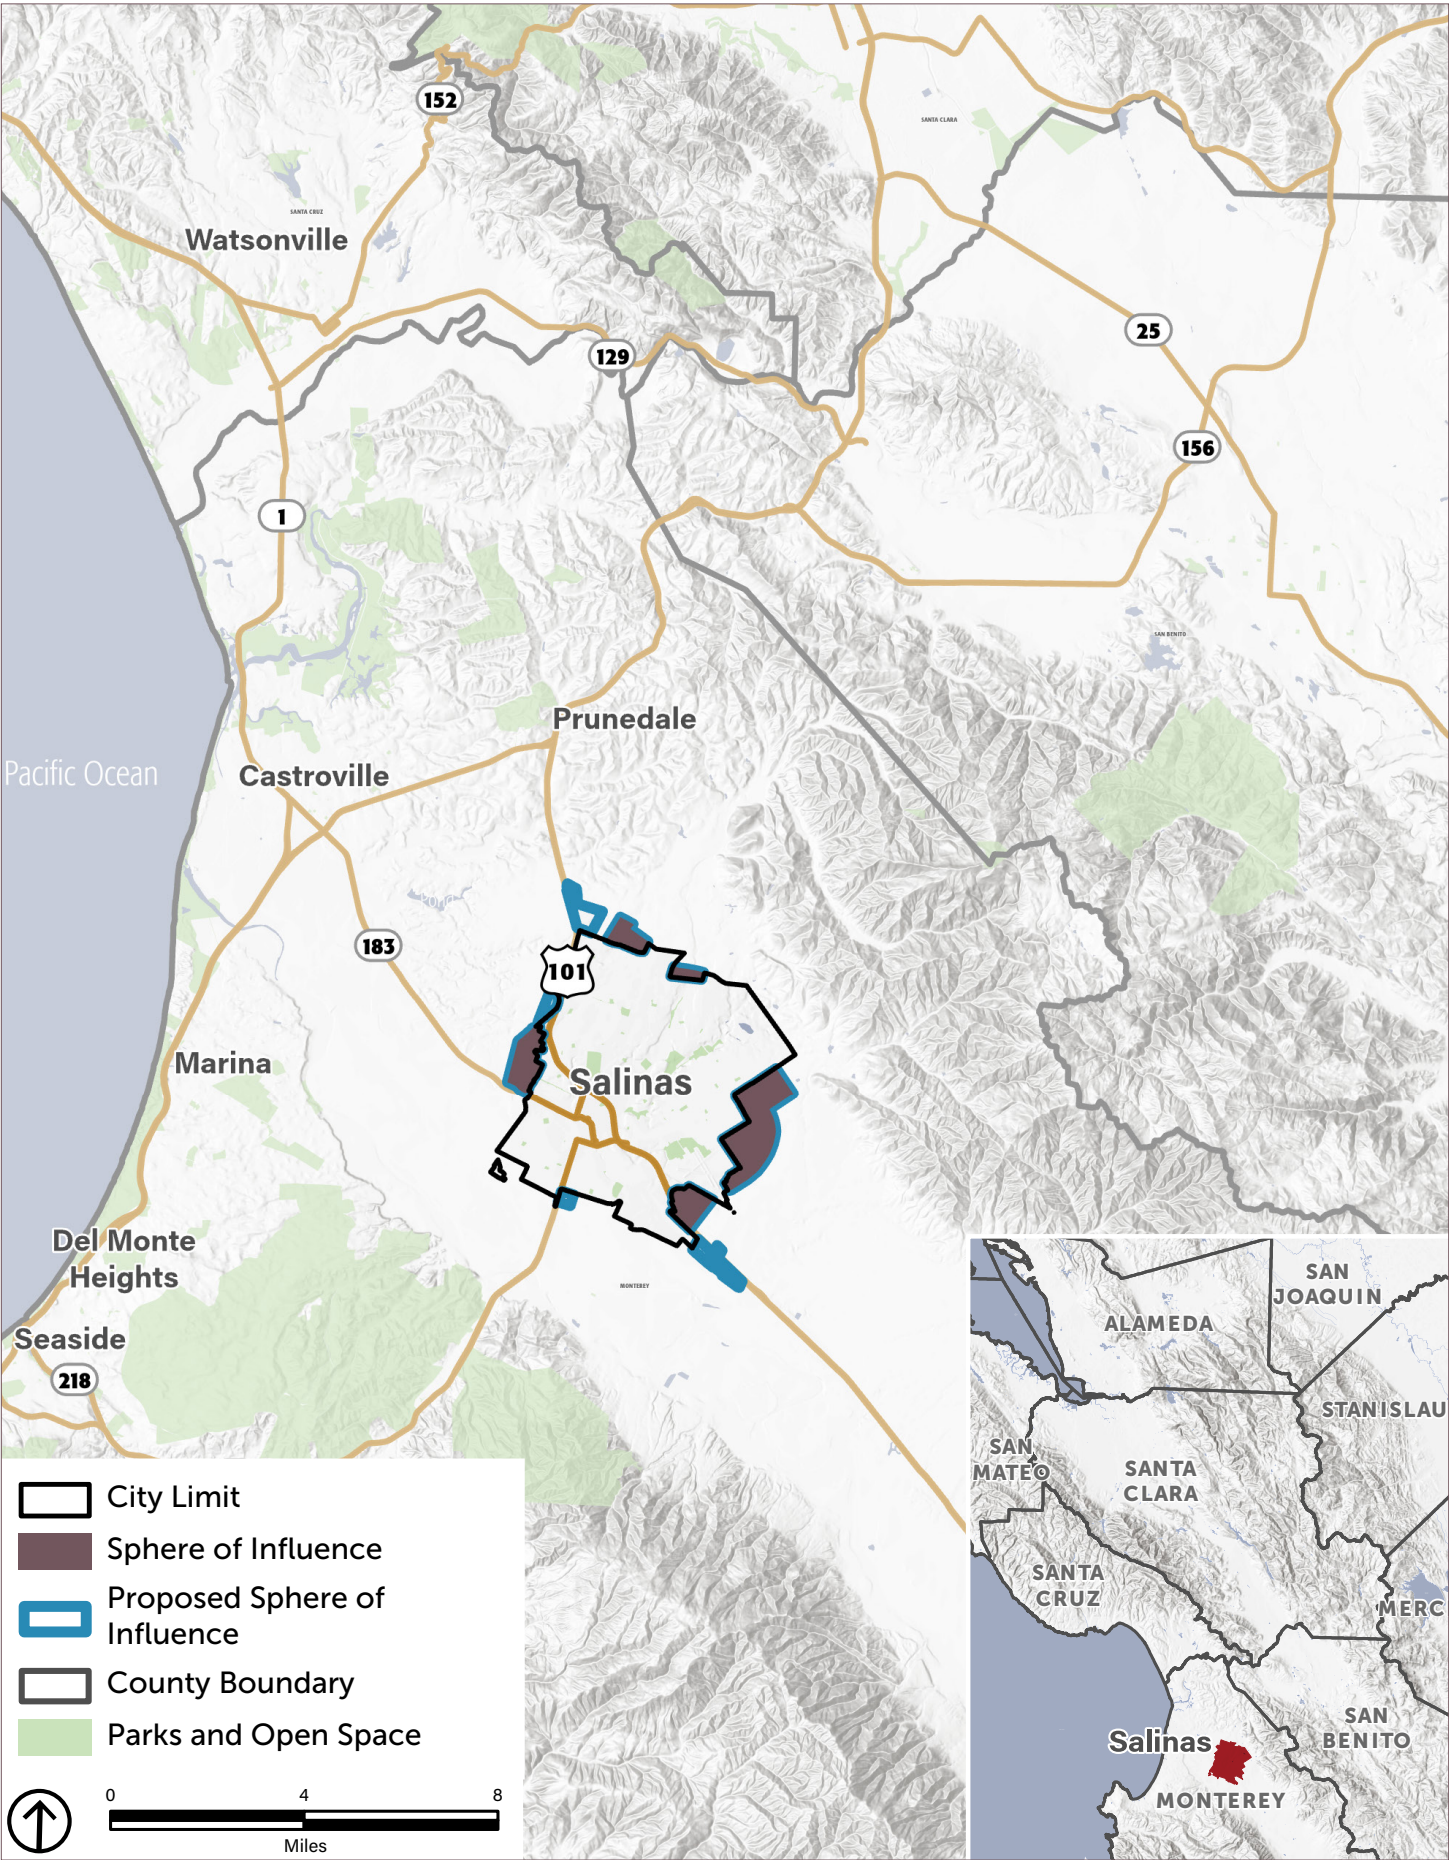 152
SANTA CLARA
SANTA CRUZ
Watsonville
25
129
156
1
SAN BENITO
Prunedale
Pacific Ocean
Castroville
183
101
Marina
Salinas
Del Monte
Heights
MONTEREY
Seaside
218
City Limit
Sphere of Influence
Proposed Sphere of
Influence
County Boundary
Parks and Open Space
0 4 8
Miles
SAN
JOAQUIN
ALAMEDA
STANISLAU
SAN
MATEO
SANTA
CLARA
SANTA
CRUZ
MERC
SAN
BENITO
Salinas
MONTEREY